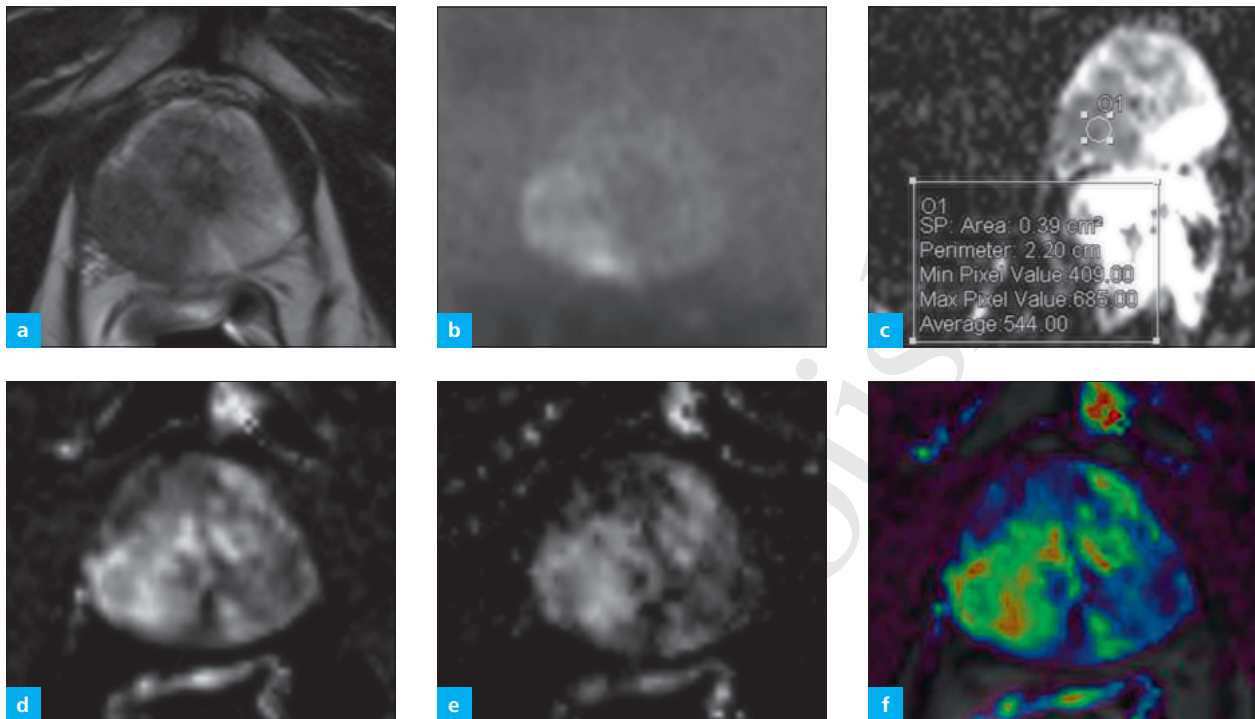 a
b
O1
O1
SP: Area: 0.39 cm²
Perimeter: 2.20 cm
Min Pixel Value:409.00
Max Pixel Value:685.00
Average:544.00
c
d
e
f